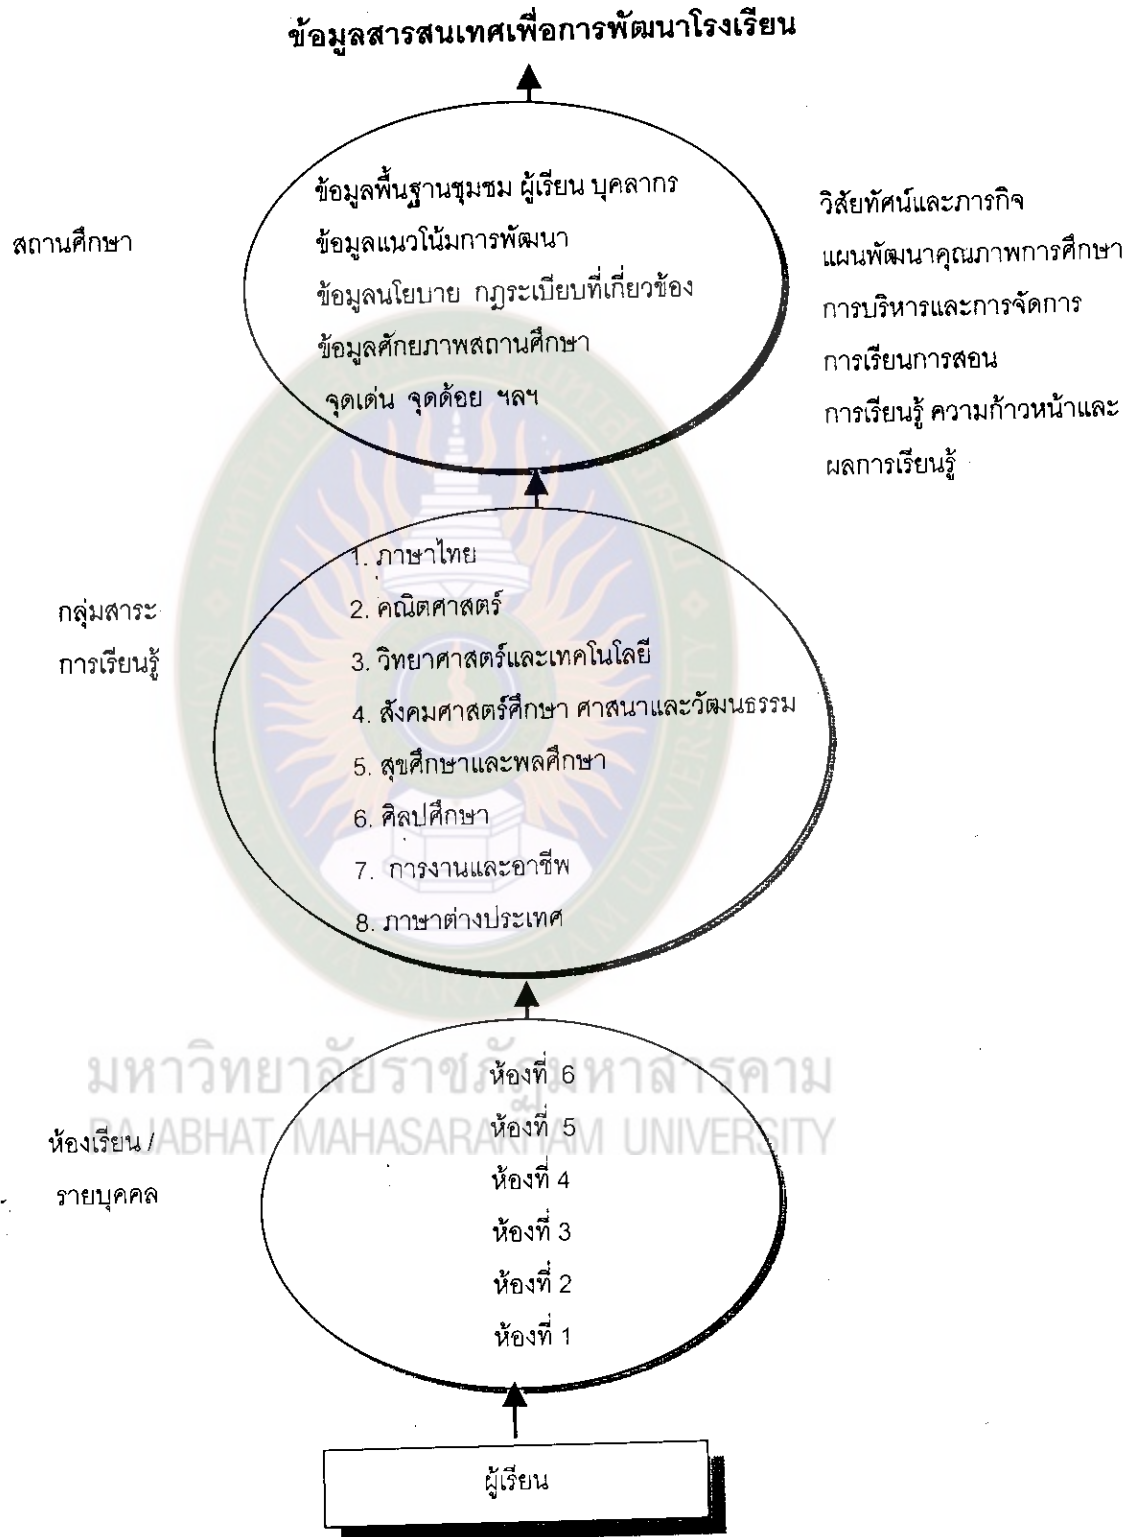 ข้อมูลสารสนเทศเพื่อการพัฒนาโรงเรียน
สถานศึกษา
ข้อมูลพื้นฐานชุมชม ผู้เรียน บุคลากร
ข้อมูลแนวโน้มการพัฒนา
ข้อมูลนโยบาย กฎระเบียบที่เกี่ยวข้อง
ข้อมูลศักยภาพสถานศึกษา
จุดเด่น จุดด้อย ฯลฯ
วิสัยทัศน์และภารกิจ
แผนพัฒนาคุณภาพการศึกษา
การบริหารและการจัดการ
การเรียนการสอน
การเรียนรู้ ความก้าวหน้าและ
ผลการเรียนรู้
กลุ่มสาระ
การเรียนรู้
1. ภาษาไทย
2. คณิตศาสตร์
3. วิทยาศาสตร์และเทคโนโลยี
4. สังคมศาสตร์ศึกษา ศาสนาและวัฒนธรรม
5. สุขศึกษาและพลศึกษา
6. ศิลปศึกษา
7. การงานและอาชีพ
8. ภาษาต่างประเทศ
มหาวิทยาลัยราชภัฏมหาสารคาม
RAJABHAT MAHASARAKHAM UNIVERSITY
ห้องเรียน /
รายบุคคล
ห้องที่ 6
ห้องที่ 5
ห้องที่ 4
ห้องที่ 3
ห้องที่ 2
ห้องที่ 1
ผู้เรียน